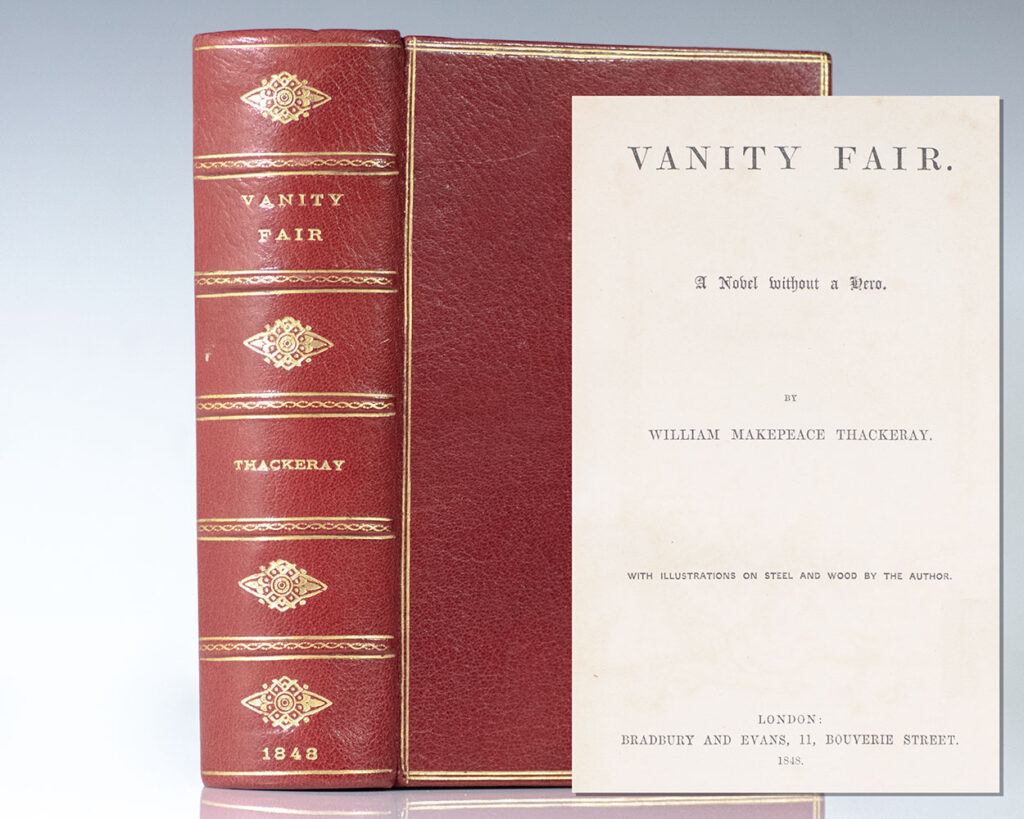 VANITY
FAIR
THACKERAY
1848
VANITY FAIR.
A Novel without a Hero.
BY
WILLIAM MAKEPEACE THACKERAY.
WITH ILLUSTRATIONS ON STEEL AND WOOD BY THE AUTHOR.
LONDON:
BRADBURY AND EVANS, 11, BOUVERIE STREET.
1848.